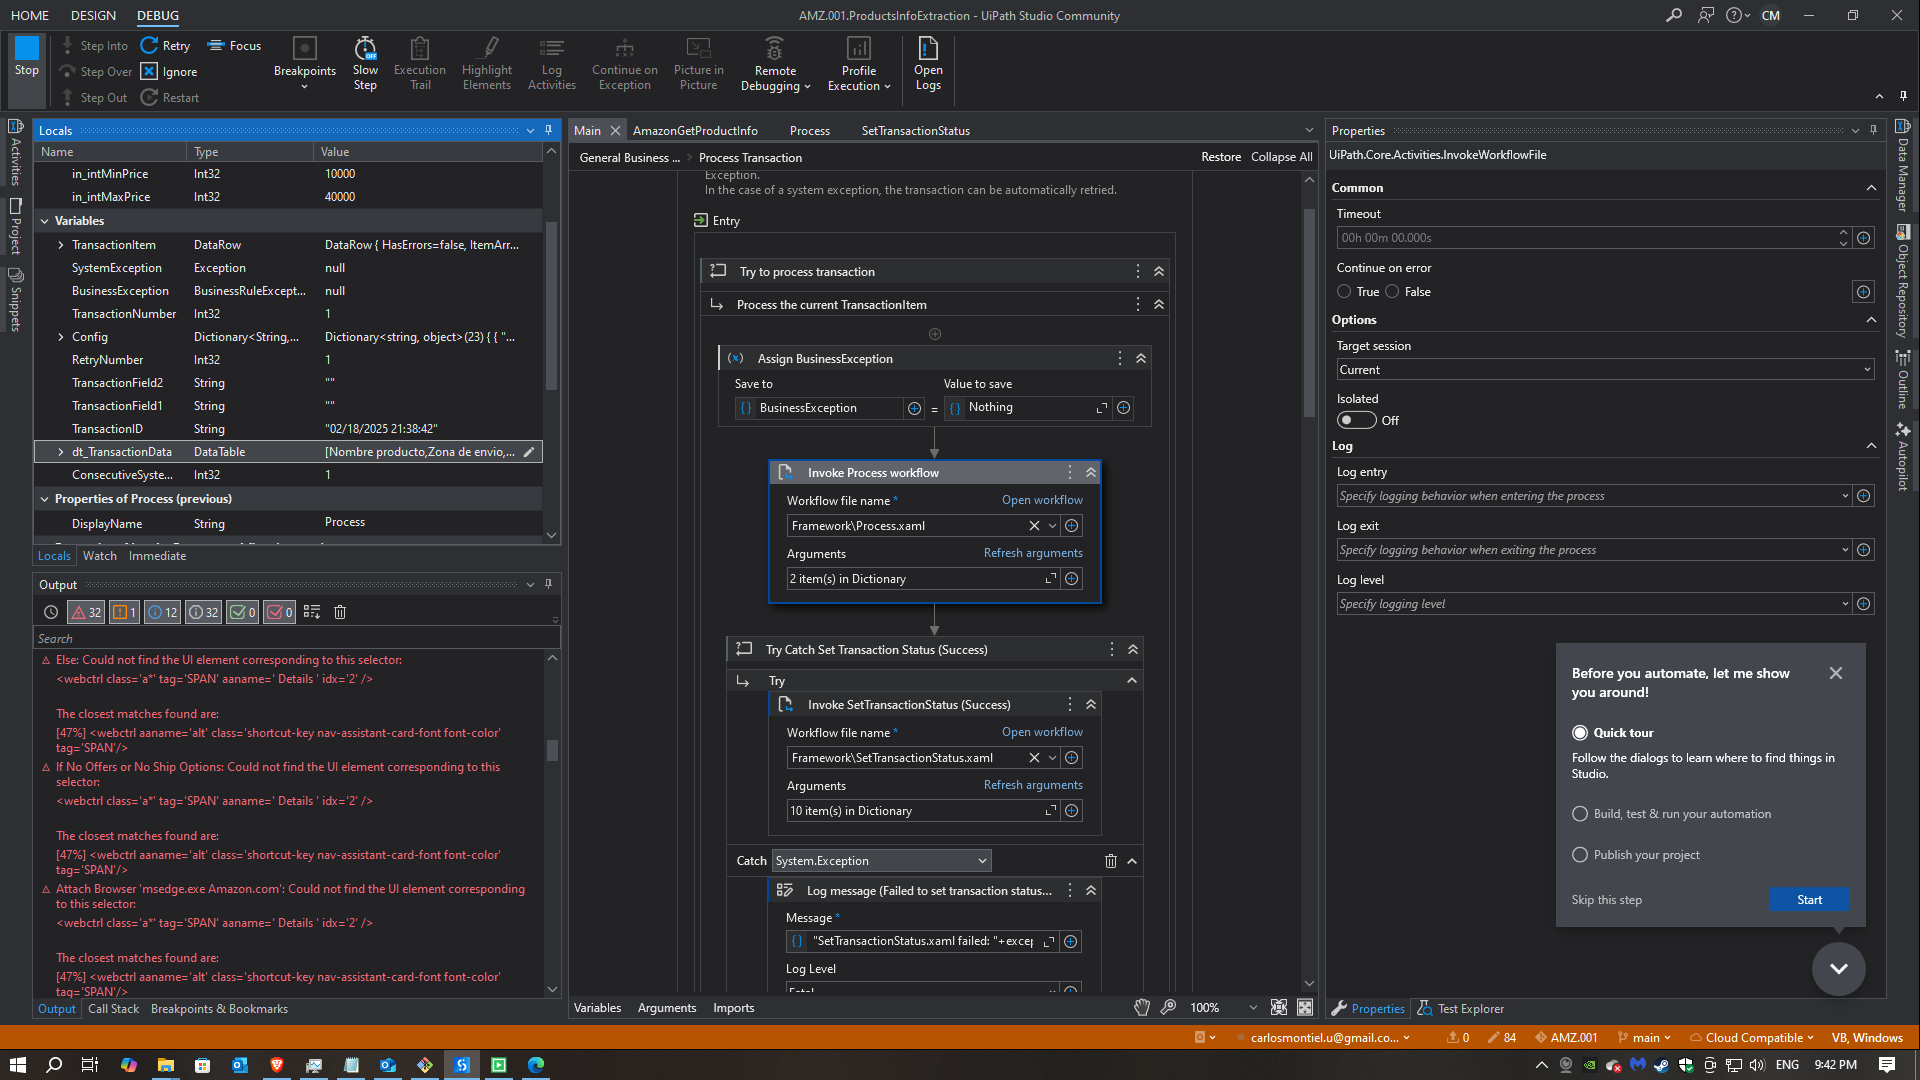 HOME DESIGN DEBUG
AMZ.001.ProductsInfoExtraction - UiPath Studio Community
CM
Stop
Step Into
Step Over
Step Out
Retry
Ignore
Restart
Focus
Breakpoints
Slow Step
Execution Trail
Highlight Elements
Log Activities
Continue on Exception
Picture in Picture
Remote Debugging
Profile Execution
Open Logs
Activities
Project
Snippets
Locals
Name Type Value
in_intMinPrice Int32 10000
in_intMaxPrice Int32 40000
Variables
TransactionItem DataRow DataRow { HasErrors=false, ItemArr...
SystemException Exception null
BusinessException BusinessRuleExcept... null
TransactionNumber Int32 1
Config Dictionary<String,... Dictionary<string, object>(23) { { "...
RetryNumber Int32 1
TransactionField2 String ""
TransactionField1 String ""
TransactionID String "02/18/2025 21:38:42"
dt_TransactionData DataTable [Nombre producto,Zona de envio,...
ConsecutiveSyste... Int32 1
Properties of Process (previous)
DisplayName String Process
Locals Watch Immediate
Output
32 1 12 32 0 0
Search
Else: Could not find the UI element corresponding to this selector:
<webctrl class='a*' tag='SPAN' aaname=' Details ' idx='2' />
The closest matches found are:
[47%] <webctrl aaname='alt' class='shortcut-key nav-assistant-card-font font-color'
tag='SPAN'/>
If No Offers or No Ship Options: Could not find the UI element corresponding to this
selector:
<webctrl class='a*' tag='SPAN' aaname=' Details ' idx='2' />
The closest matches found are:
[47%] <webctrl aaname='alt' class='shortcut-key nav-assistant-card-font font-color'
tag='SPAN'/>
Attach Browser 'msedge.exe Amazon.com': Could not find the UI element corresponding
to this selector:
<webctrl class='a*' tag='SPAN' aaname=' Details ' idx='2' />
The closest matches found are:
[47%] <webctrl aaname='alt' class='shortcut-key nav-assistant-card-font font-color'
tag='SPAN'/>
Output Call Stack Breakpoints & Bookmarks
Main AmazonGetProductInfo Process SetTransactionStatus
General Business ... Process Transaction
Restore Collapse All
Exception.
In the case of a system exception, the transaction can be automatically retried.
Entry
Try to process transaction
Process the current TransactionItem
Assign BusinessException
Save to Value to save
BusinessException = Nothing
Invoke Process workflow
Workflow file name * Open workflow
Framework\Process.xaml
Arguments Refresh arguments
2 item(s) in Dictionary
Try Catch Set Transaction Status (Success)
Try
Invoke SetTransactionStatus (Success)
Workflow file name * Open workflow
Framework\SetTransactionStatus.xaml
Arguments Refresh arguments
10 item(s) in Dictionary
Catch System.Exception
Log message (Failed to set transaction status...
Message *
"SetTransactionStatus.xaml failed: "+excep
Log Level
Fatal
Variables Arguments Imports
100%
Properties
UiPath.Core.Activities.InvokeWorkflowFile
Common
Timeout
00h 00m 00.000s
Continue on error
True False
Options
Target session
Current
Isolated
Off
Log
Log entry
Specify logging behavior when entering the process
Log exit
Specify logging behavior when exiting the process
Log level
Specify logging level
Before you automate, let me show
you around!
Quick tour
Follow the dialogs to learn where to find things in
Studio.
Build, test & run your automation
Publish your project
Skip this step Start
Properties Test Explorer
Data Manager
Object Repository
Outline
Autopilot
carlosmontiel.u@gmail.co... 0 84 AMZ.001 main Cloud Compatible VB, Windows
ENG 9:42 PM